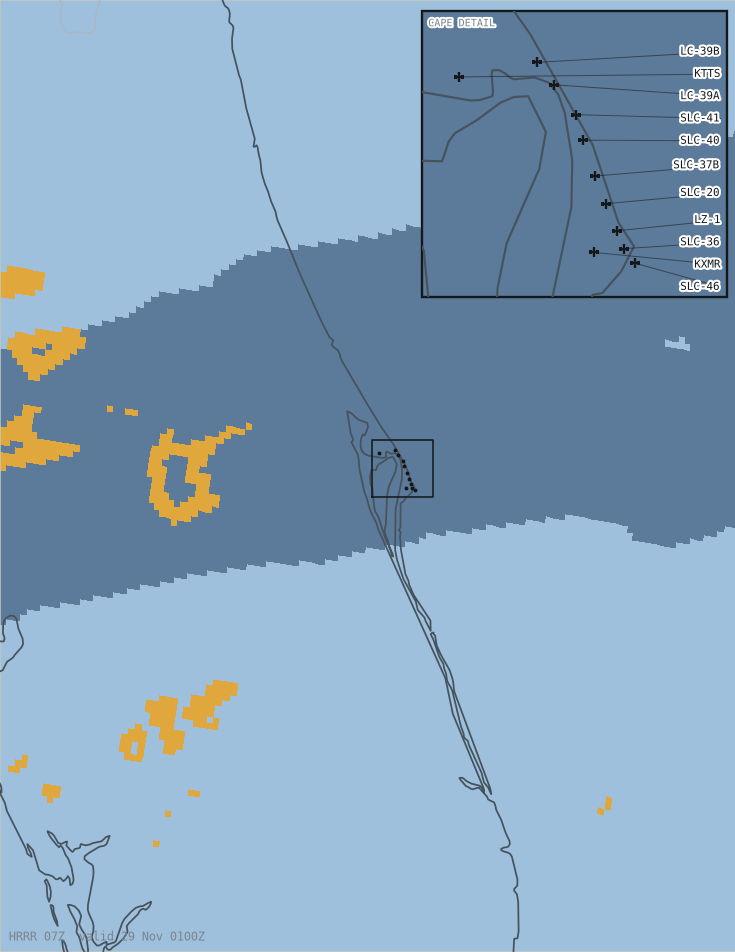 CAPE DETAIL
LC-39B
KTTS
LC-39A
SLC-41
SLC-40
SLC-37B
SLC-20
LZ-1
SLC-36
KXMR
SLC-46
HRRR 07Z valid 29 Nov 0100Z